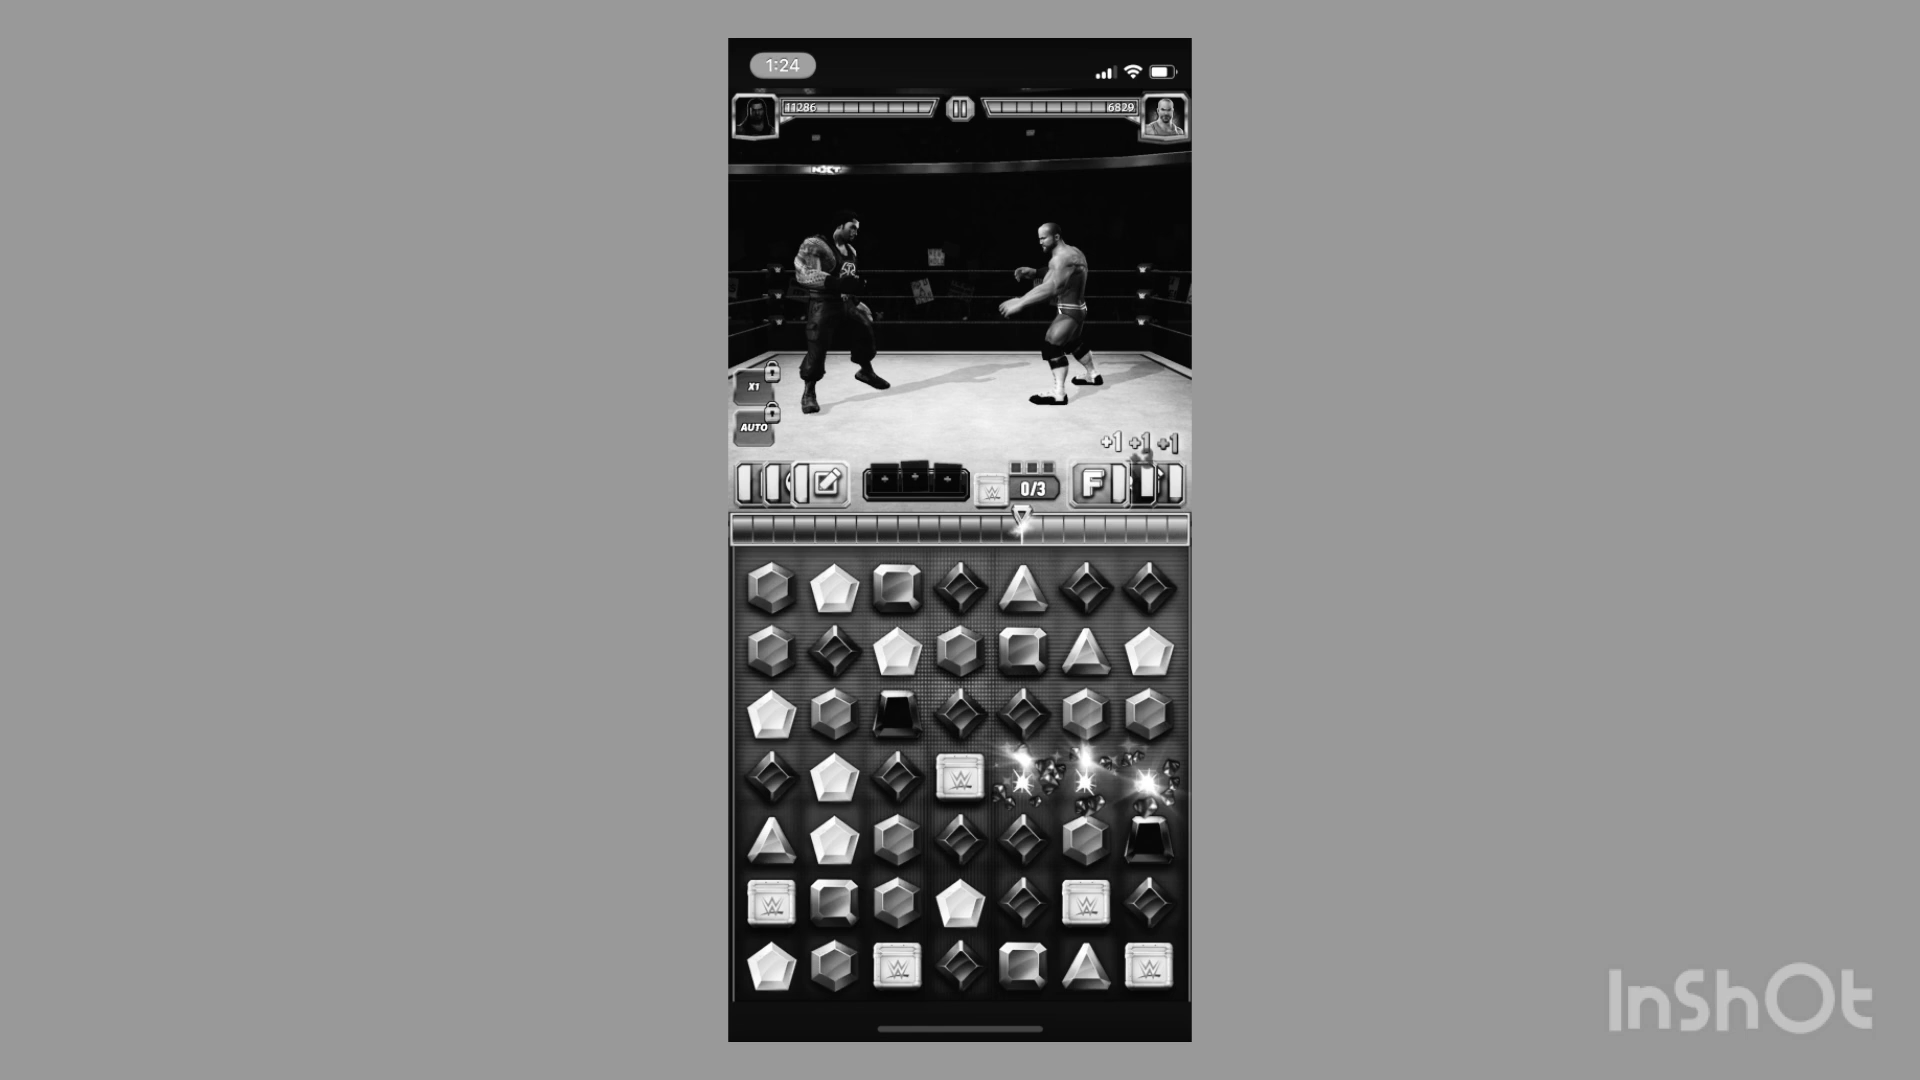 1:24
11286
6829
NXT
X1
AUTO
+1 +1 +1
0/3
F
InShOt